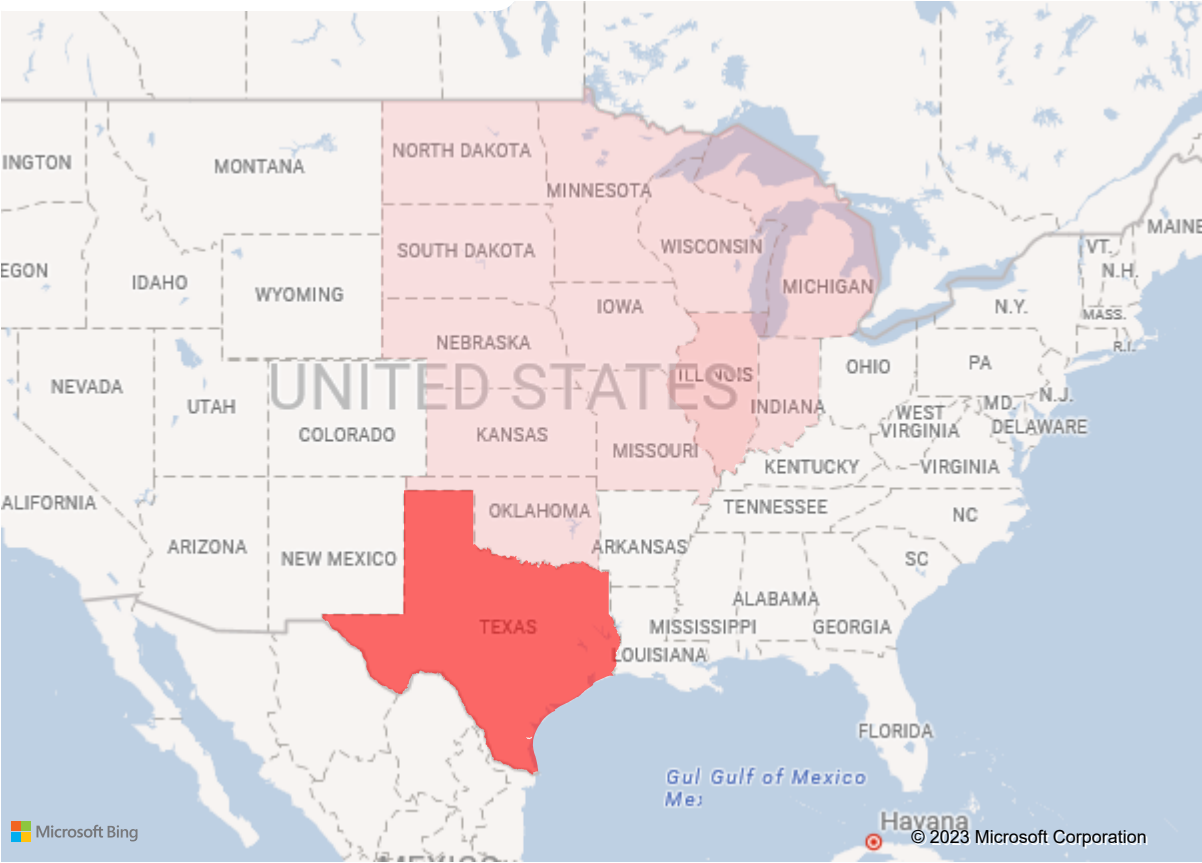 INGTON
MONTANA
NORTH DAKOTA
MINNESOTA
MAINE
VT.
N.H.
EGON
IDAHO
WYOMING
SOUTH DAKOTA
WISCONSIN
MICHIGAN
IOWA
N.Y.
MASS.
R.I.
NEBRASKA
UNITED STATES
ILLINOIS
OHIO
PA
NEVADA
UTAH
COLORADO
KANSAS
MISSOURI
INDIANA
WEST
VIRGINIA
MD.
N.J.
DELAWARE
KENTUCKY
VIRGINIA
ALIFORNIA
ARIZONA
NEW MEXICO
OKLAHOMA
ARKANSAS
TENNESSEE
NC
SC
TEXAS
LOUISIANA
MISSISSIPPI
ALABAMA
GEORGIA
FLORIDA
Gul Gulf of Mexico
Me
Havana
MEXICO
Microsoft Bing
© 2023 Microsoft Corporation